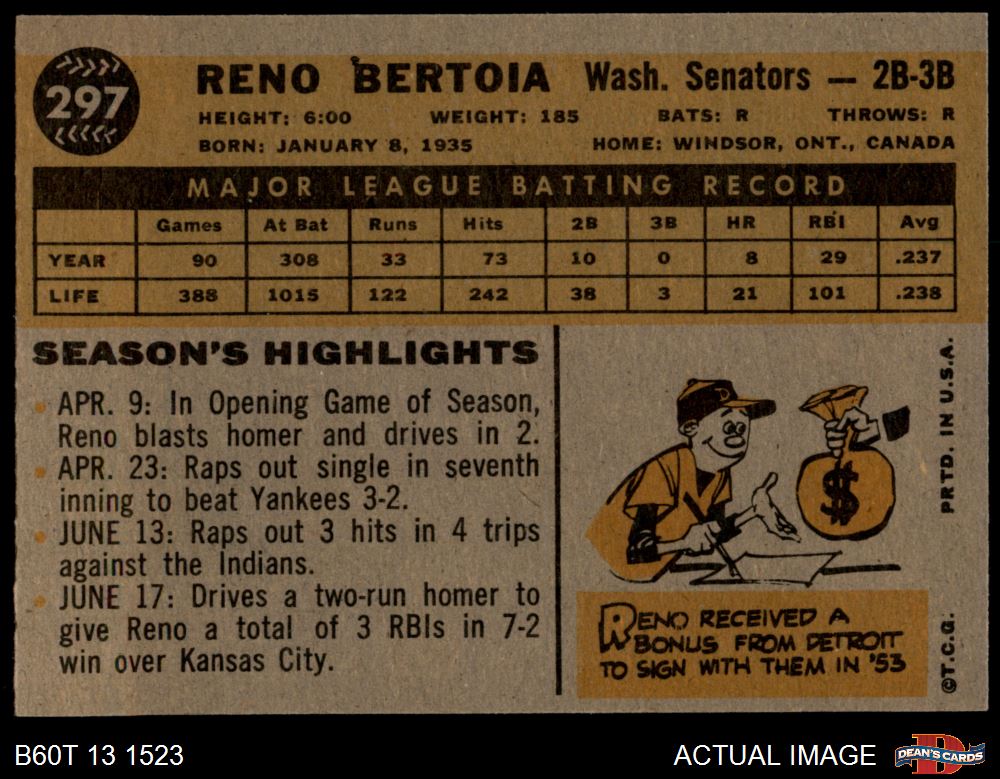 297
RENO BERTOIA Wash. Senators — 2B-3B
HEIGHT: 6:00 WEIGHT: 185 BATS: R THROWS: R
BORN: JANUARY 8, 1935 HOME: WINDSOR, ONT., CANADA
MAJOR LEAGUE BATTING RECORD
Games At Bat Runs Hits 2B 3B HR RBI Avg
YEAR 90 308 33 73 10 0 8 29 .237
LIFE 388 1015 122 242 38 3 21 101 .238
SEASON'S HIGHLIGHTS
APR. 9: In Opening Game of Season,
Reno blasts homer and drives in 2.
APR. 23: Raps out single in seventh
inning to beat Yankees 3-2.
JUNE 13: Raps out 3 hits in 4 trips
against the Indians.
JUNE 17: Drives a two-run homer to
give Reno a total of 3 RBIs in 7-2
win over Kansas City.
D
$
RENO RECEIVED A
BONUS FROM DETROIT
TO SIGN WITH THEM IN '53
©T.C.G. PRTD. IN U.S.A.
B60T 13 1523 ACTUAL IMAGE
D
DEAN'S CARDS